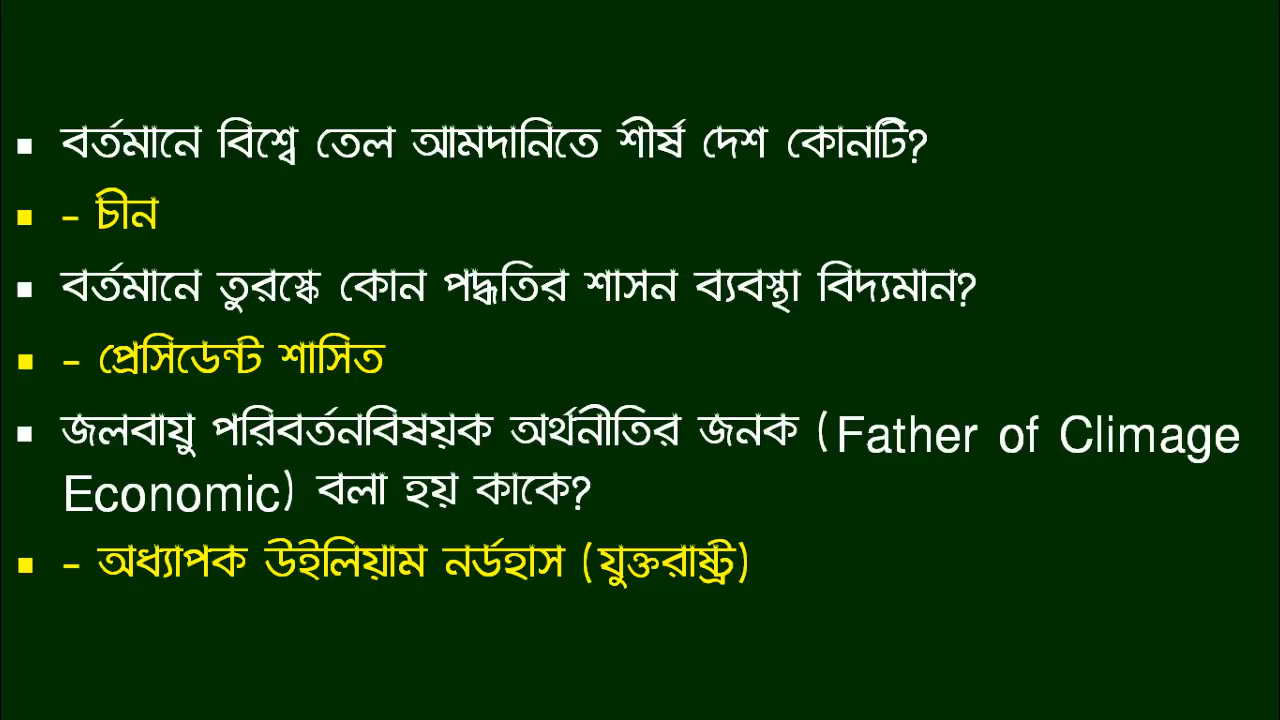 ▪ বর্তমানে বিশ্বে তেল আমদানিতে শীর্ষ দেশ কোনটি?
▪ – চীন
▪ বর্তমানে তুরস্কে কোন পদ্ধতির শাসন ব্যবস্থা বিদ্যমান?
▪ – প্রেসিডেন্ট শাসিত
▪ জলবায়ু পরিবর্তনবিষয়ক অর্থনীতির জনক (Father of Climage
Economic) বলা হয় কাকে?
▪ – অধ্যাপক উইলিয়াম নর্ডহাস (যুক্তরাষ্ট্র)